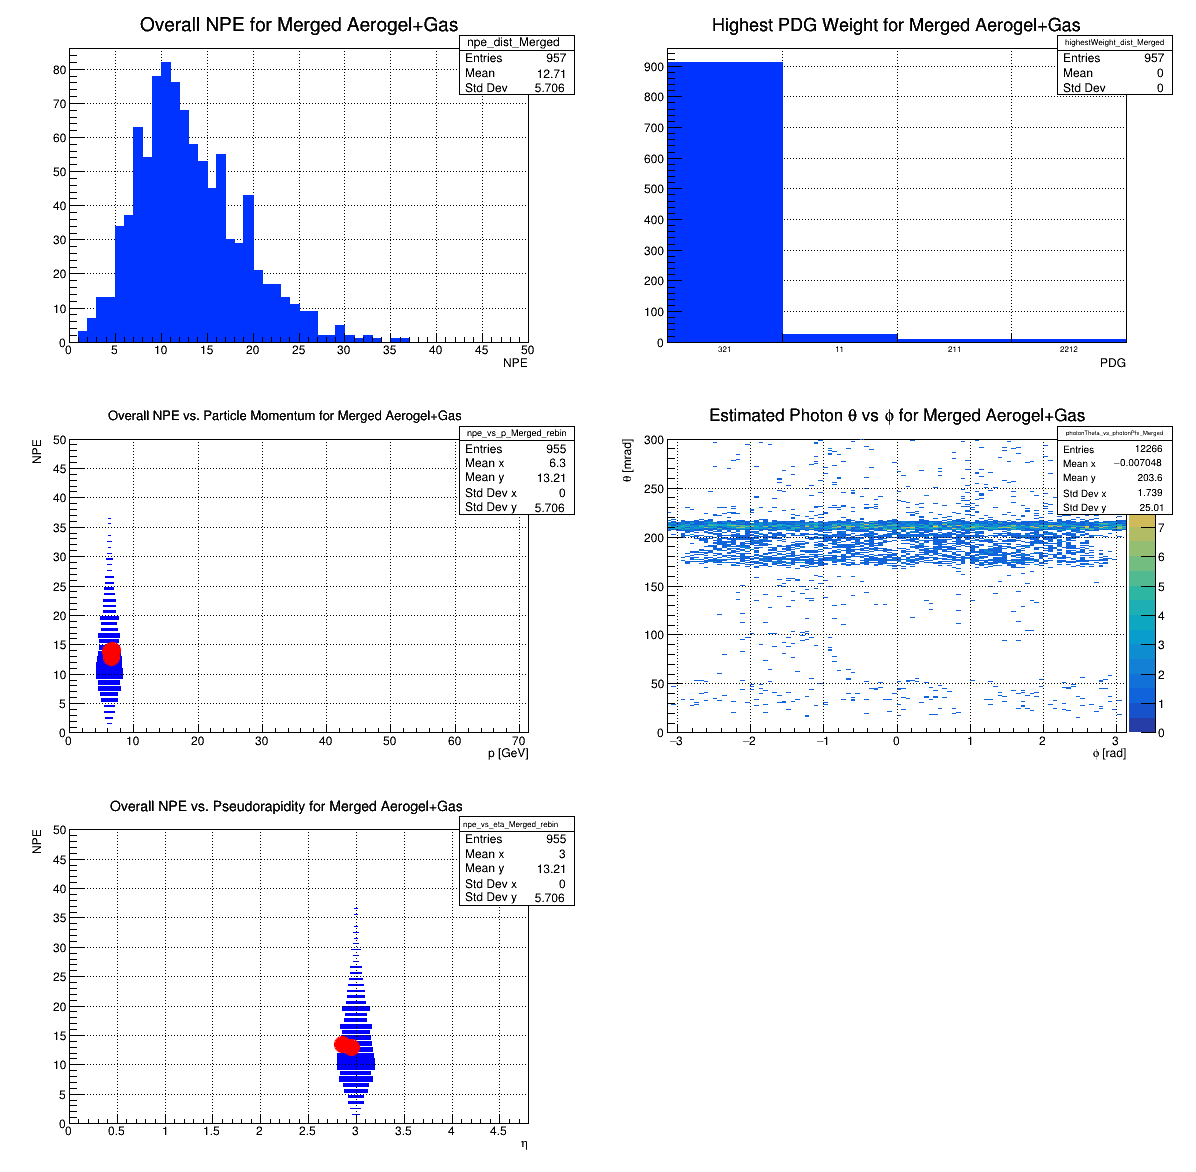 Overall NPE for Merged Aerogel+Gas
npe_dist_Merged
Entries 957
Mean 12.71
Std Dev 5.706
80
70
60
50
40
30
20
10
0
0 5 10 15 20 25 30 35 40 45 50
NPE
Highest PDG Weight for Merged Aerogel+Gas
highestWeight_dist_Merged
Entries 957
Mean 0
Std Dev 0
900
800
700
600
500
400
300
200
100
0
321 11 211 2212
PDG
Overall NPE vs. Particle Momentum for Merged Aerogel+Gas
npe_vs_p_Merged_rebin
Entries 955
Mean x 6.3
Mean y 13.21
Std Dev x 0
Std Dev y 5.706
NPE
50
45
40
35
30
25
20
15
10
5
0
0 10 20 30 40 50 60 70
p [GeV]
Estimated Photon θ vs ϕ for Merged Aerogel+Gas
photonTheta_vs_photonPhi_Merged
Entries 12266
Mean x −0.007048
Mean y 203.6
Std Dev x 1.739
Std Dev y 25.01
θ [mrad]
300
250
200
150
100
50
0
−3 −2 −1 0 1 2 3
ϕ [rad]
7
6
5
4
3
2
1
0
Overall NPE vs. Pseudorapidity for Merged Aerogel+Gas
npe_vs_eta_Merged_rebin
Entries 955
Mean x 3
Mean y 13.21
Std Dev x 0
Std Dev y 5.706
NPE
50
45
40
35
30
25
20
15
10
5
0
0 0.5 1 1.5 2 2.5 3 3.5 4 4.5
η